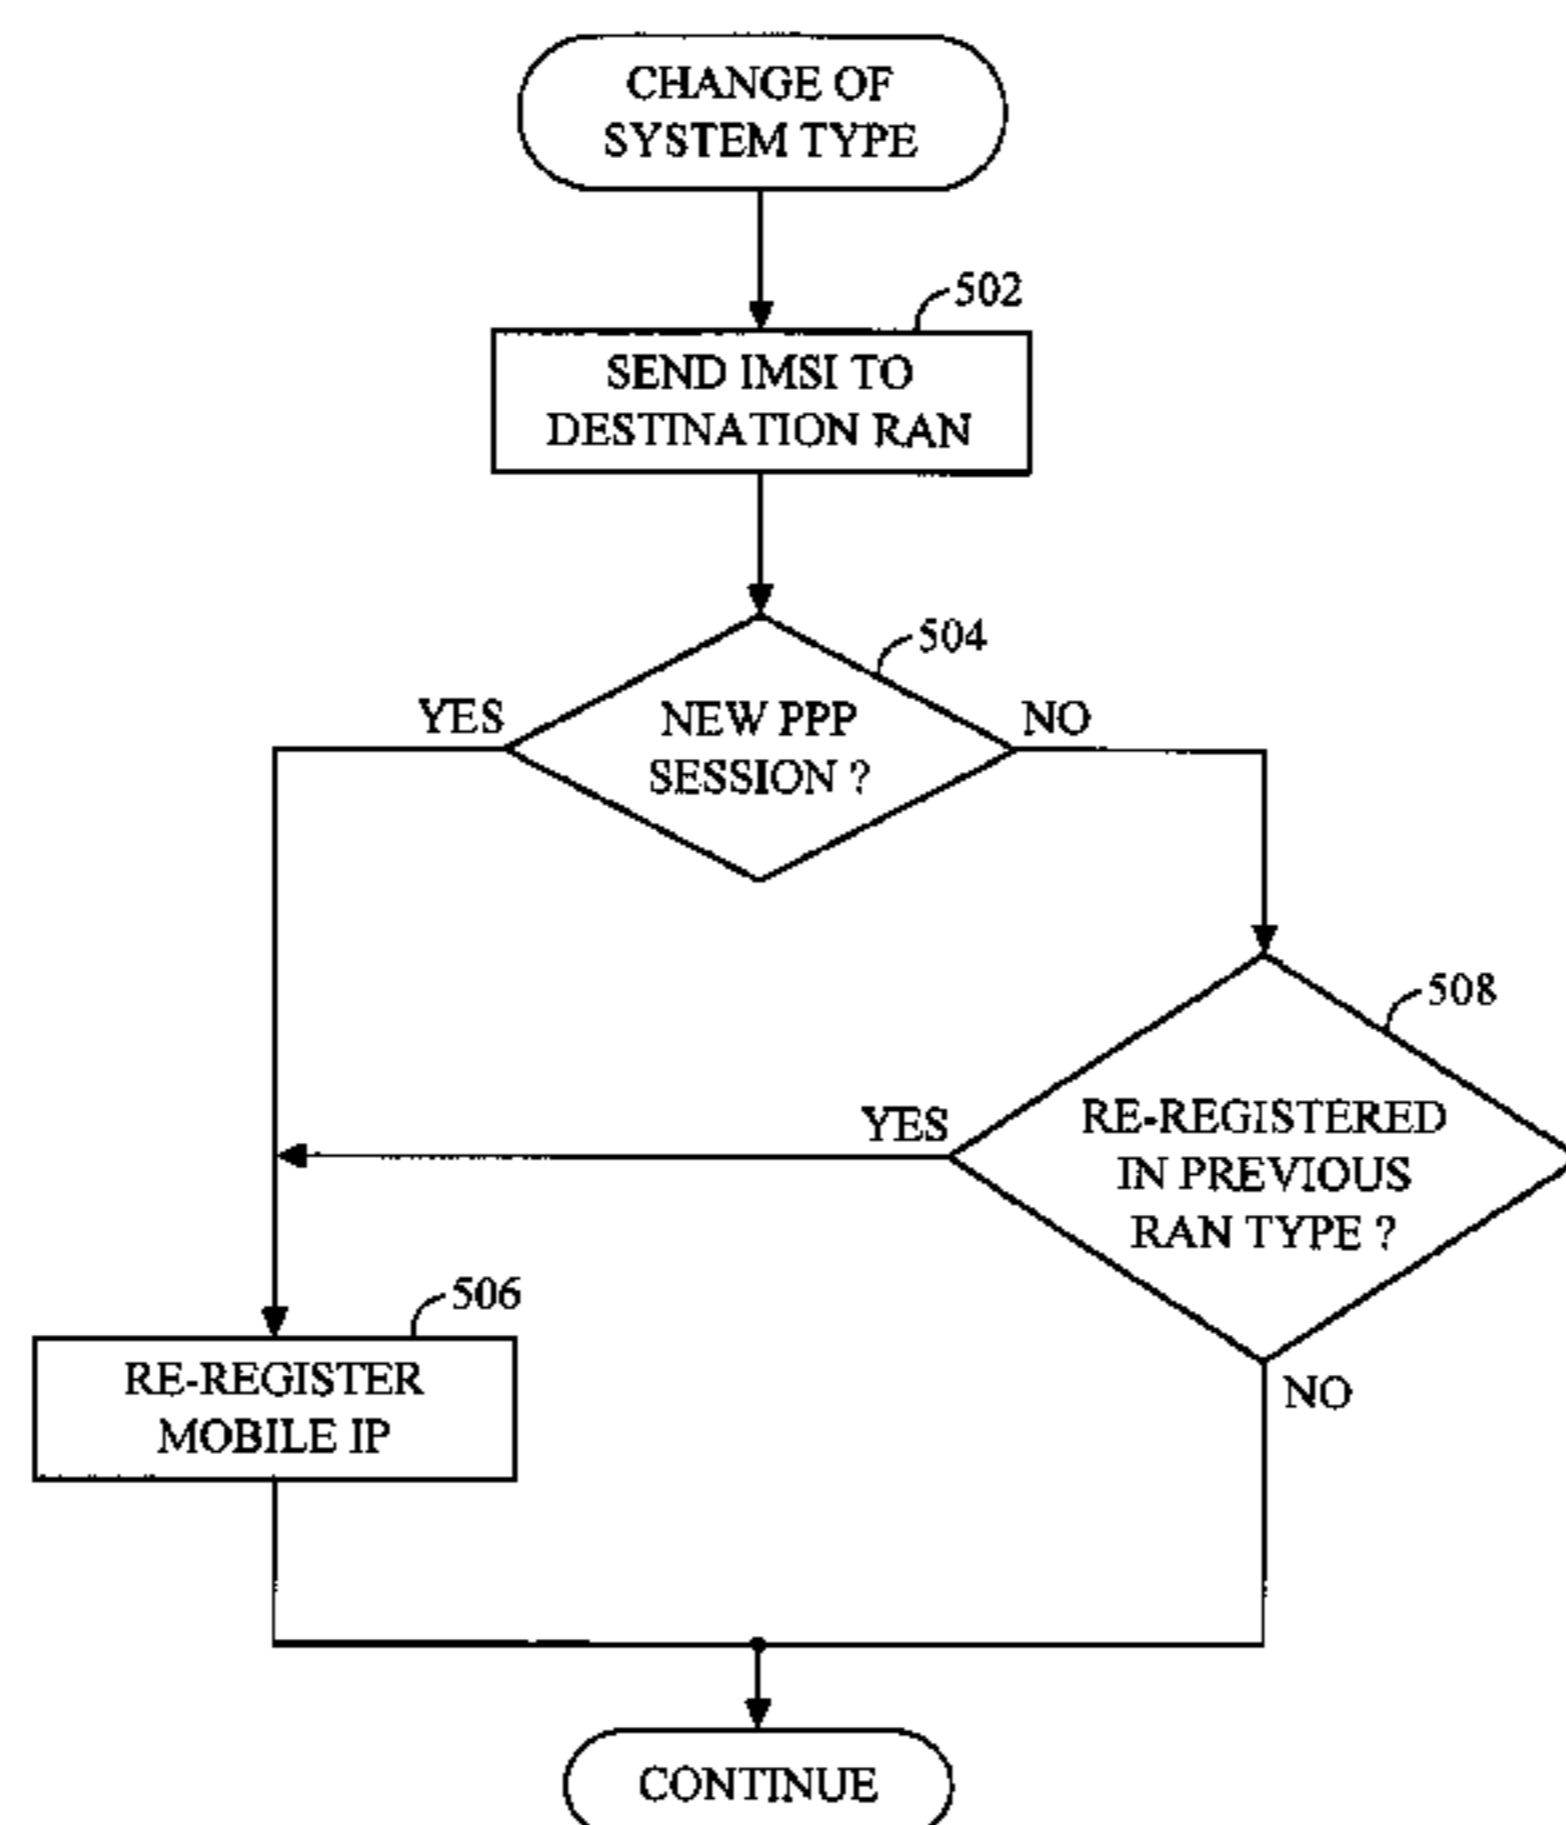 CHANGE OF
SYSTEM TYPE
502
SEND IMSI TO
DESTINATION RAN
504
YES
NEW PPP
SESSION ?
NO
508
YES
RE-REGISTERED
IN PREVIOUS
RAN TYPE ?
506
RE-REGISTER
MOBILE IP
NO
CONTINUE